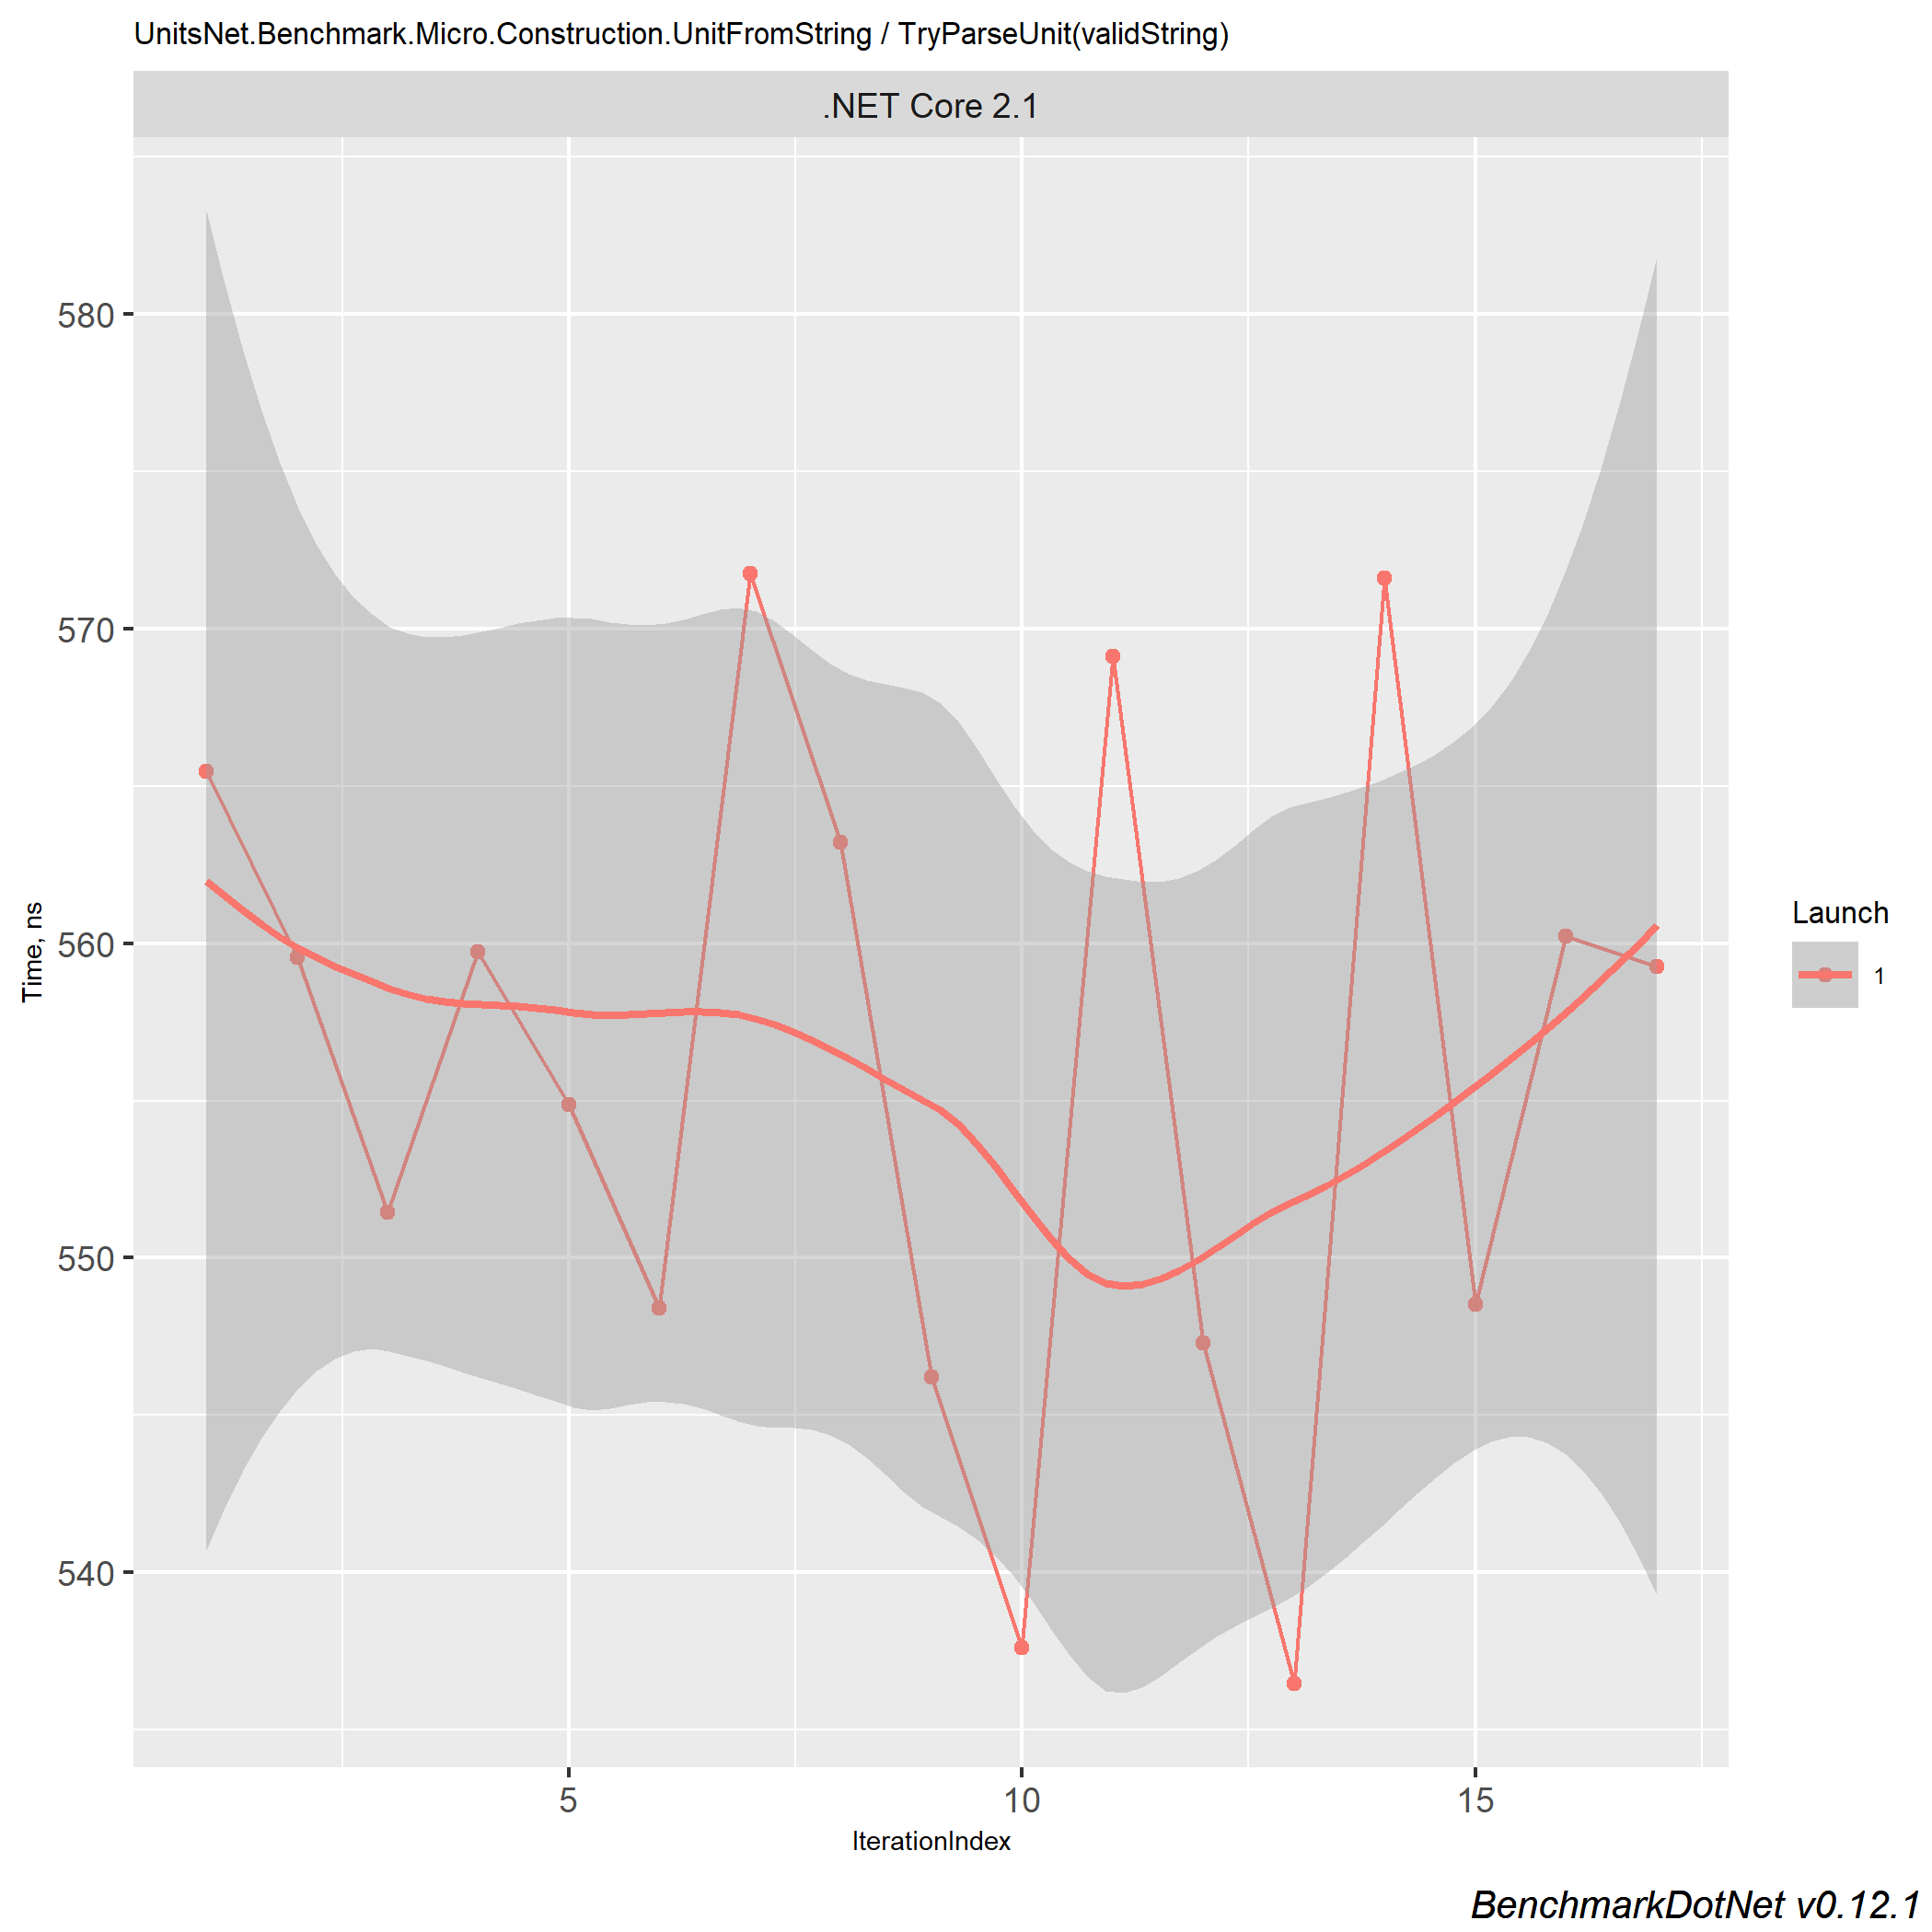 UnitsNet.Benchmark.Micro.Construction.UnitFromString / TryParseUnit(validString)
.NET Core 2.1
580
570
560
550
540
Time, ns
5
10
15
IterationIndex
Launch
1
BenchmarkDotNet v0.12.1